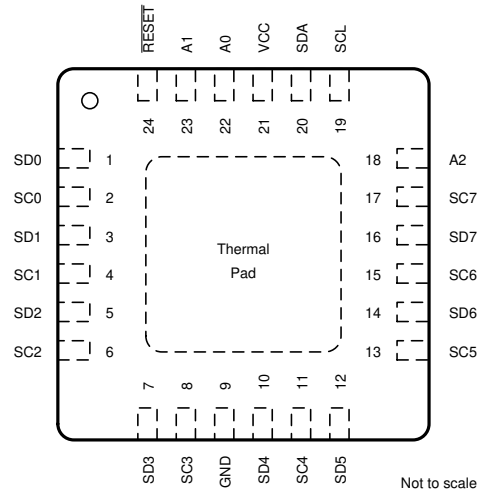 RESET
A1
A0
VCC
SDA
SCL
24
23
22
21
20
19
SD0 1
SC0 2
SD1 3
SC1 4
SD2 5
SC2 6
Thermal
Pad
18 A2
17 SC7
16 SD7
15 SC6
14 SD6
13 SC5
7
8
9
10
11
12
SD3
SC3
GND
SD4
SC4
SD5
Not to scale